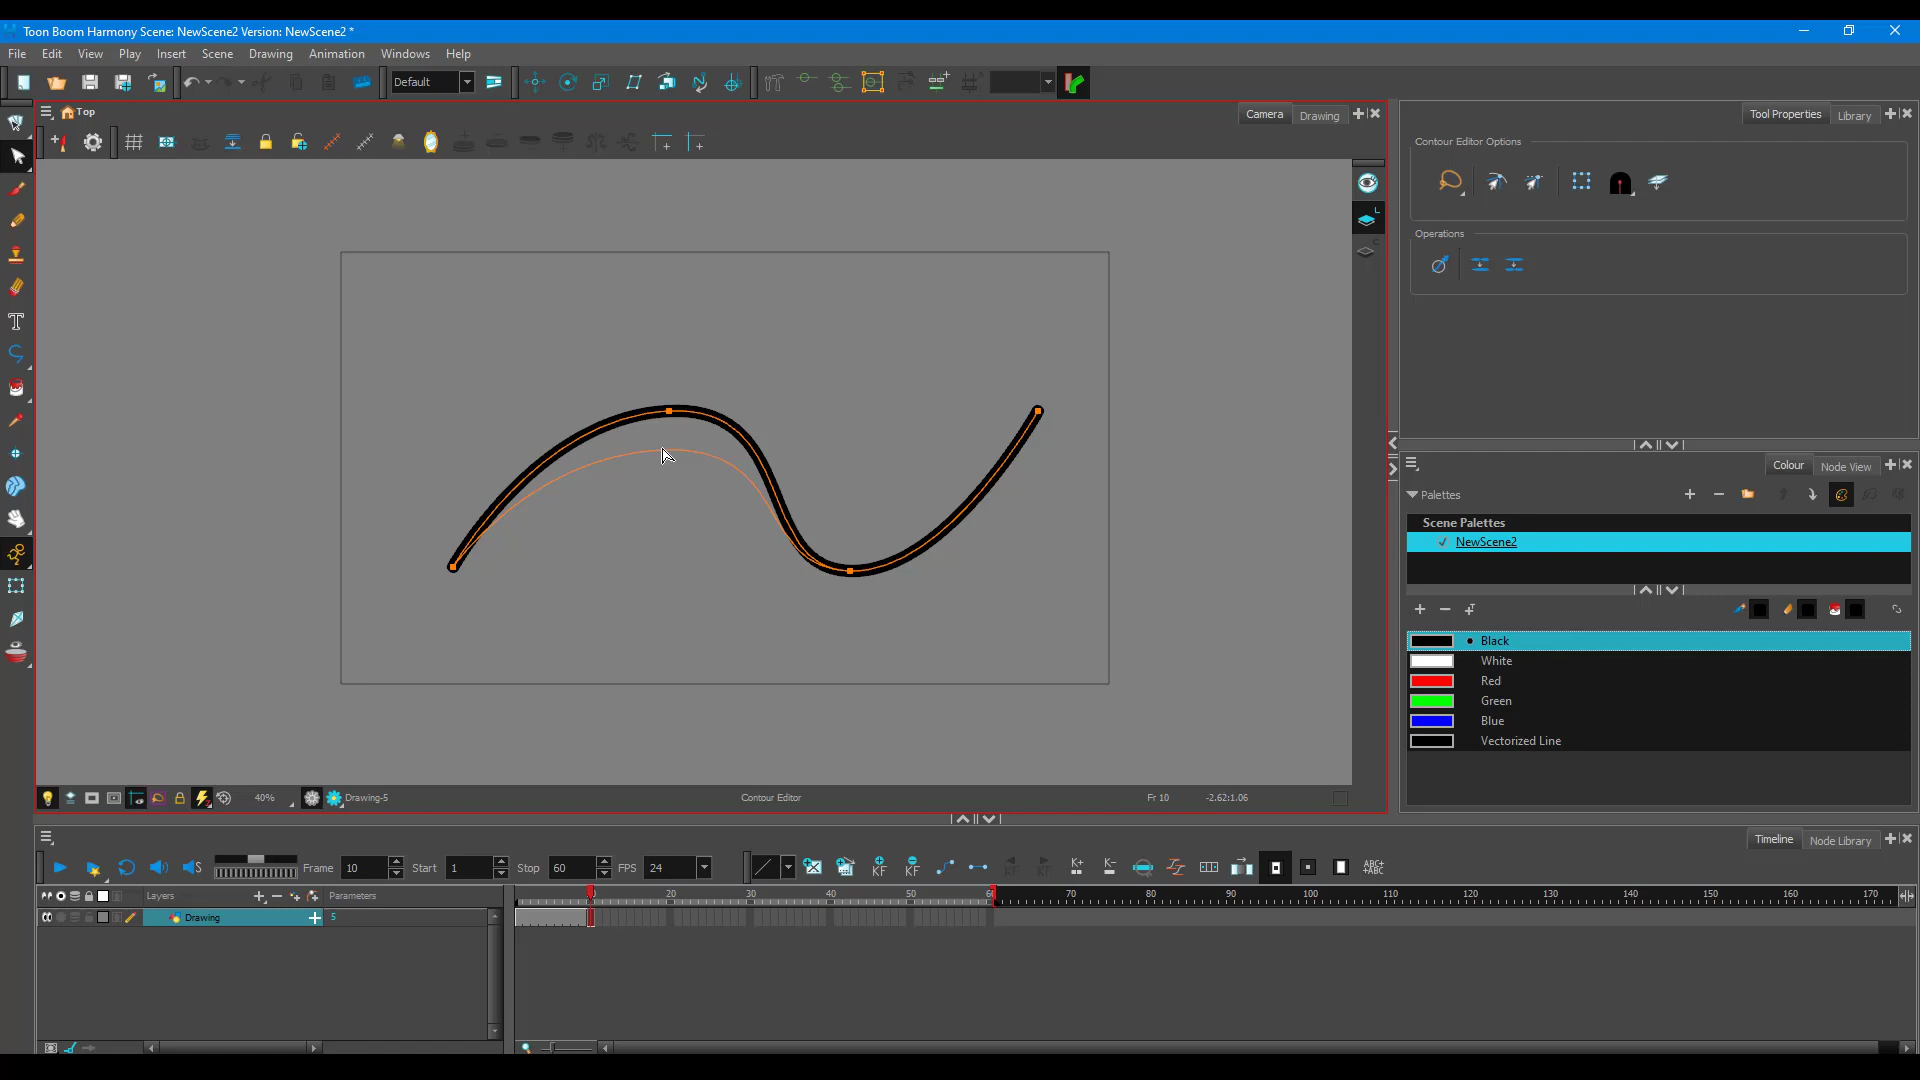 Toon Boom Harmony Scene: NewScene2 Version: NewScene2 *
File Edit View Play Insert Scene Drawing Animation Windows Help
Default
Top
Camera Drawing
Tool Properties Library
Contour Editor Options
Operations
Colour Node View
Palettes
Scene Palettes
NewScene2
Black
White
Red
Green
Blue
Vectorized Line
40% Drawing-5 Contour Editor Fr 10 -2.62:1.06
Timeline Node Library
Frame 10 Start 1 Stop 60 FPS 24
KF KF K+ K- ABC+ ABC±
Layers Parameters
20 30 40 50 70 80 90 100 110 120 130 140 150 160 170
Drawing 5